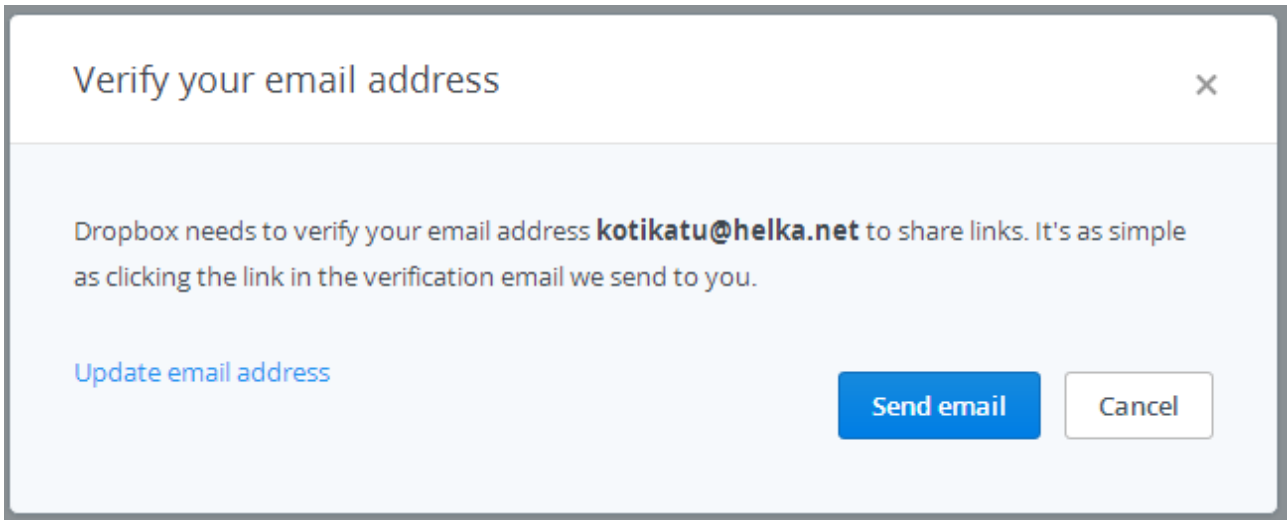 Verify your email address
Dropbox needs to verify your email address kotikatu@helka.net to share links. It's as simple
as clicking the link in the verification email we send to you.
Update email address
Send email
Cancel